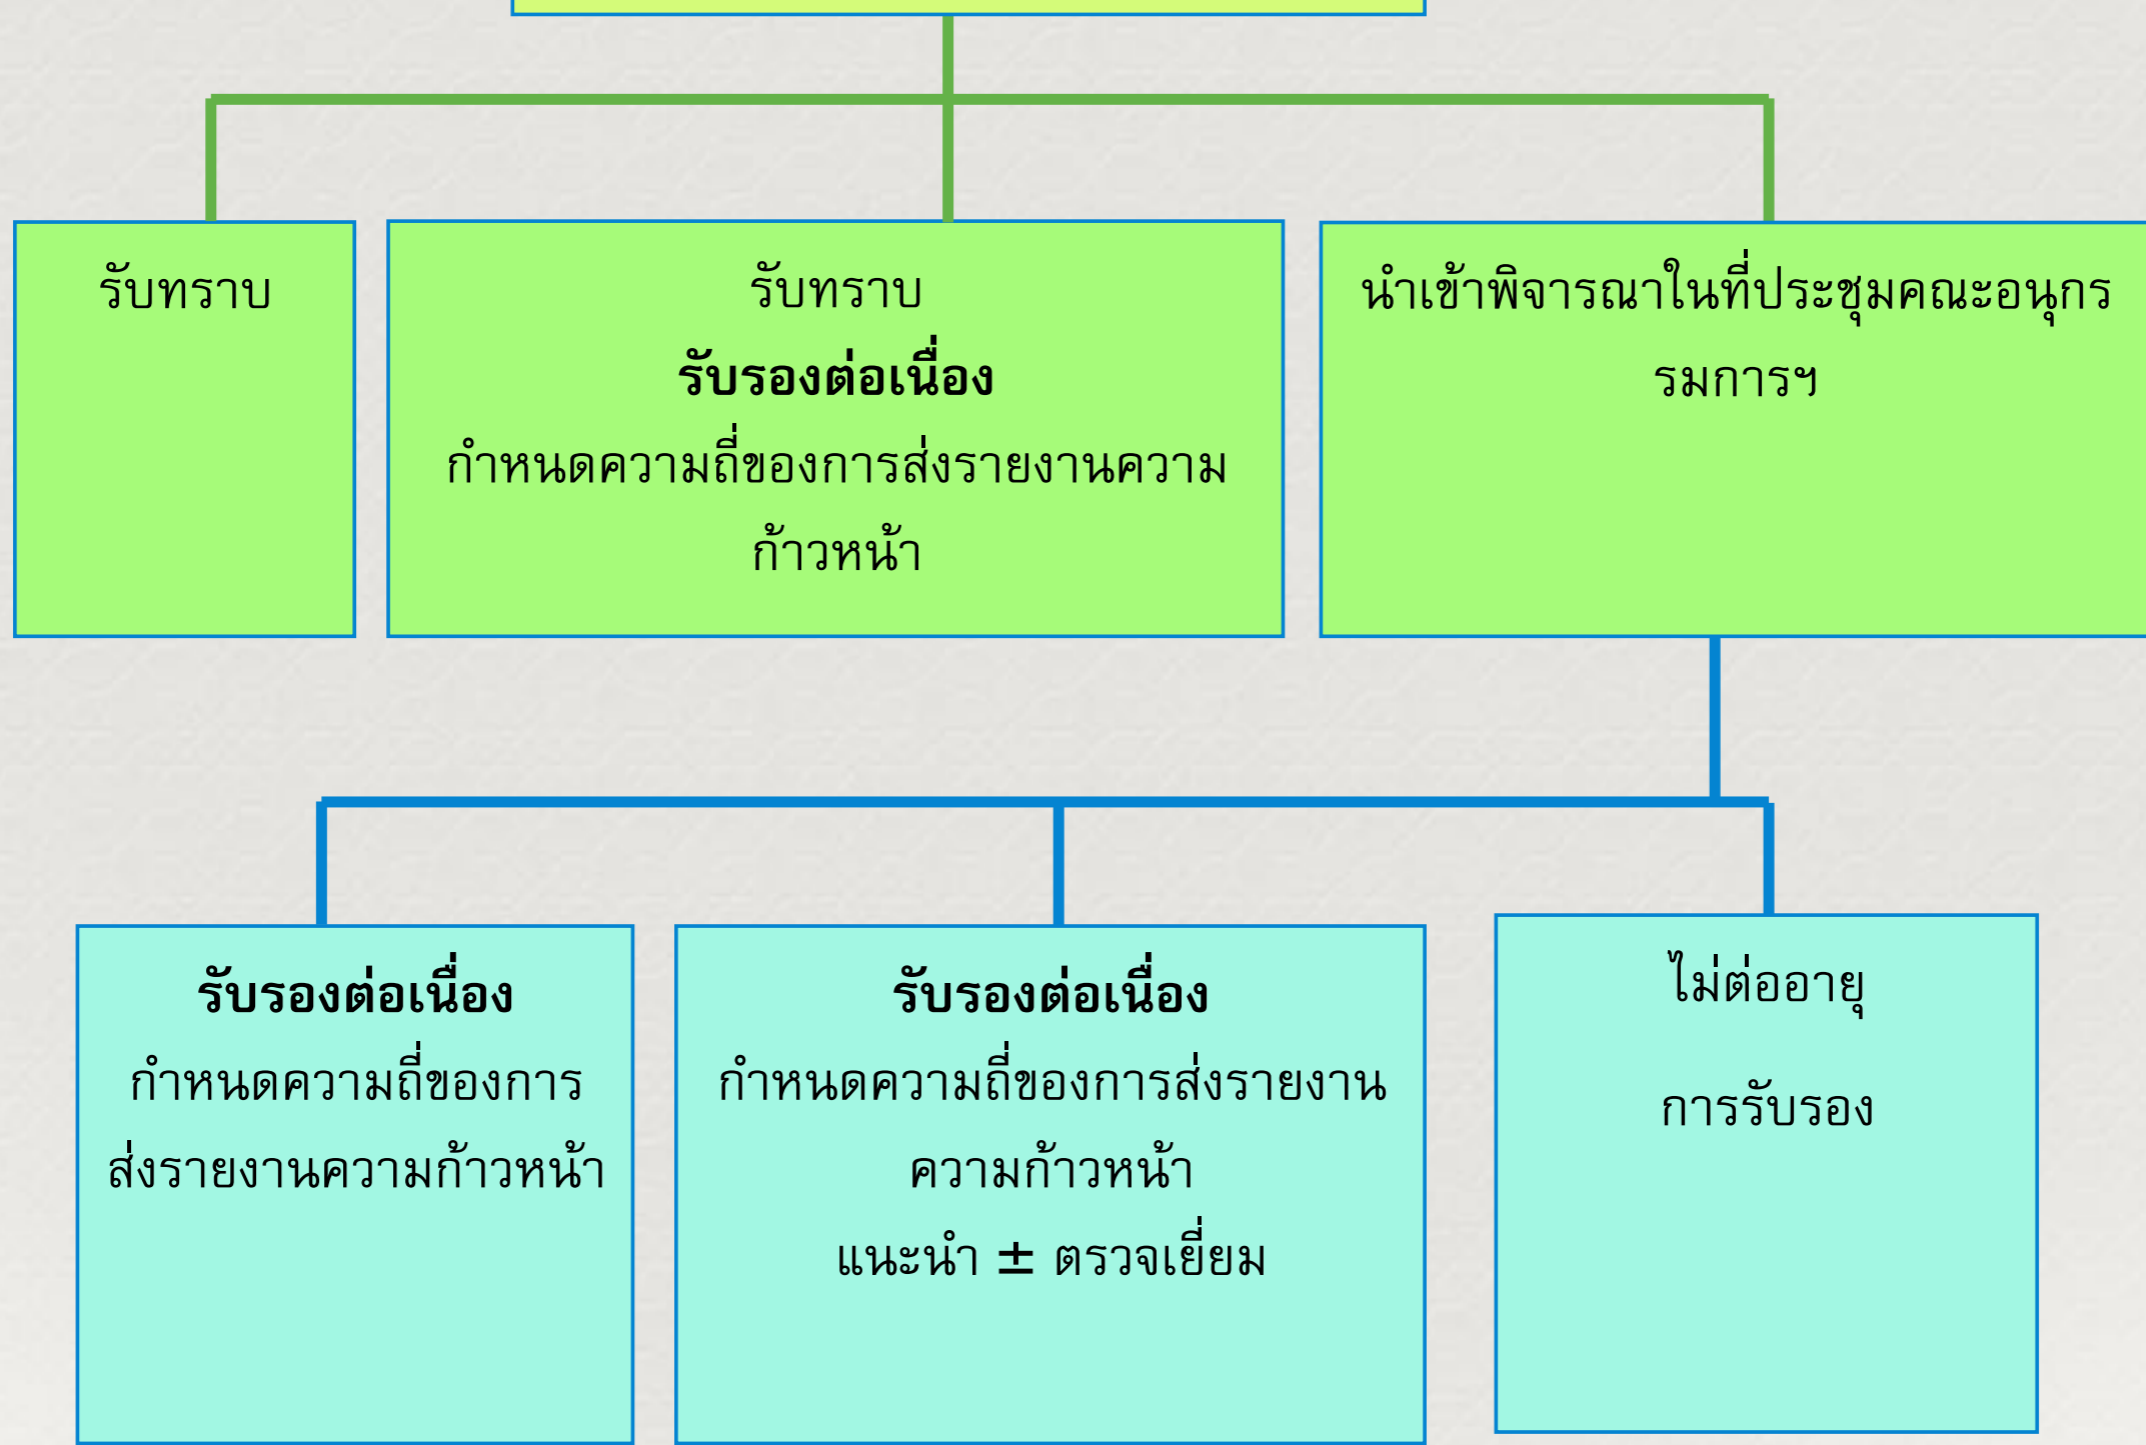 รับทราบ
รับทราบ
รับรองต่อเนื่อง
กำหนดความถี่ของการส่งรายงานความ
ก้าวหน้า
นำเข้าพิจารณาในที่ประชุมคณะอนุกร
รมการฯ
รับรองต่อเนื่อง
กำหนดความถี่ของการ
ส่งรายงานความก้าวหน้า
รับรองต่อเนื่อง
กำหนดความถี่ของการส่งรายงาน
ความก้าวหน้า
แนะนำ ± ตรวจเยี่ยม
ไม่ต่ออายุ
การรับรอง